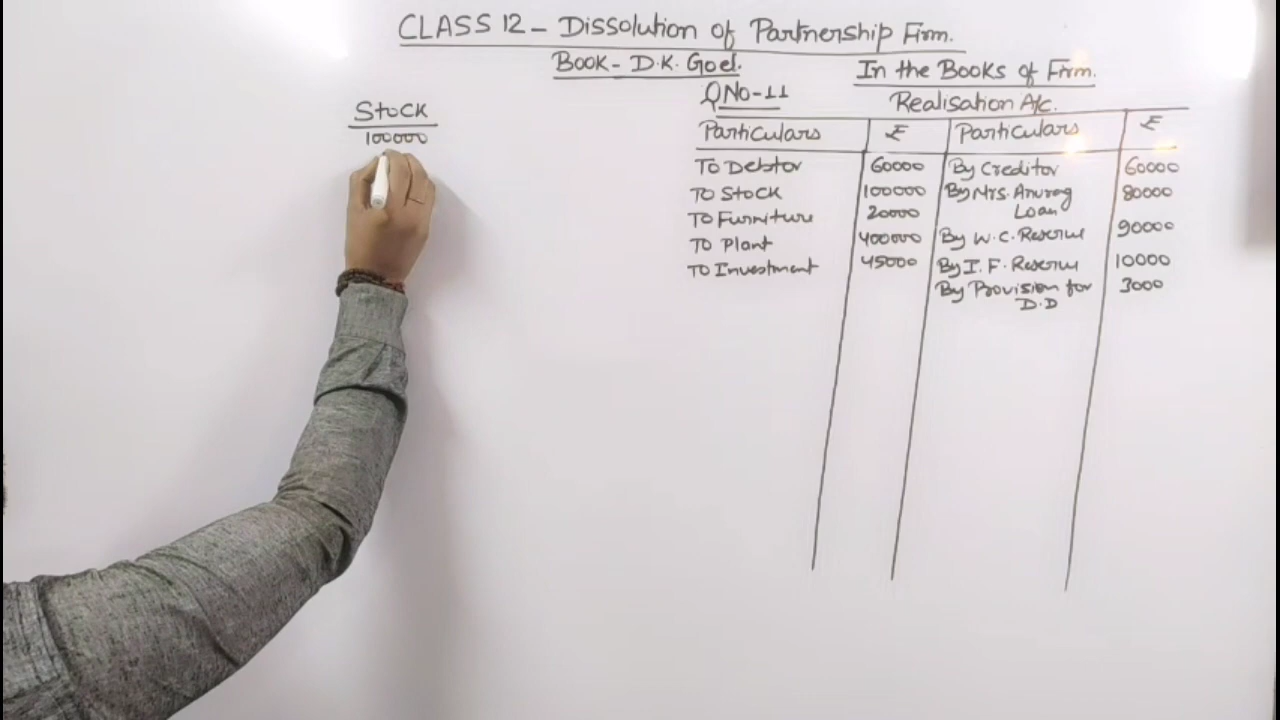 CLASS 12 - Dissolution of Partnership Firm.
Book - D.K. Goel.
In the Books of Firm.
QNo-11
Realisation A/c.
Stock
100000
Particulars ₹ Particulars ₹
To Debtor 60000 By Creditor 60000
To Stock 100000 By Mrs. Anurag 80000
Loan
To Furniture 20000
To Plant 400000 By W.C. Reserve 90000
To Investment 45000 By I.F. Reserve 10000
By Provision for 3000
D.D